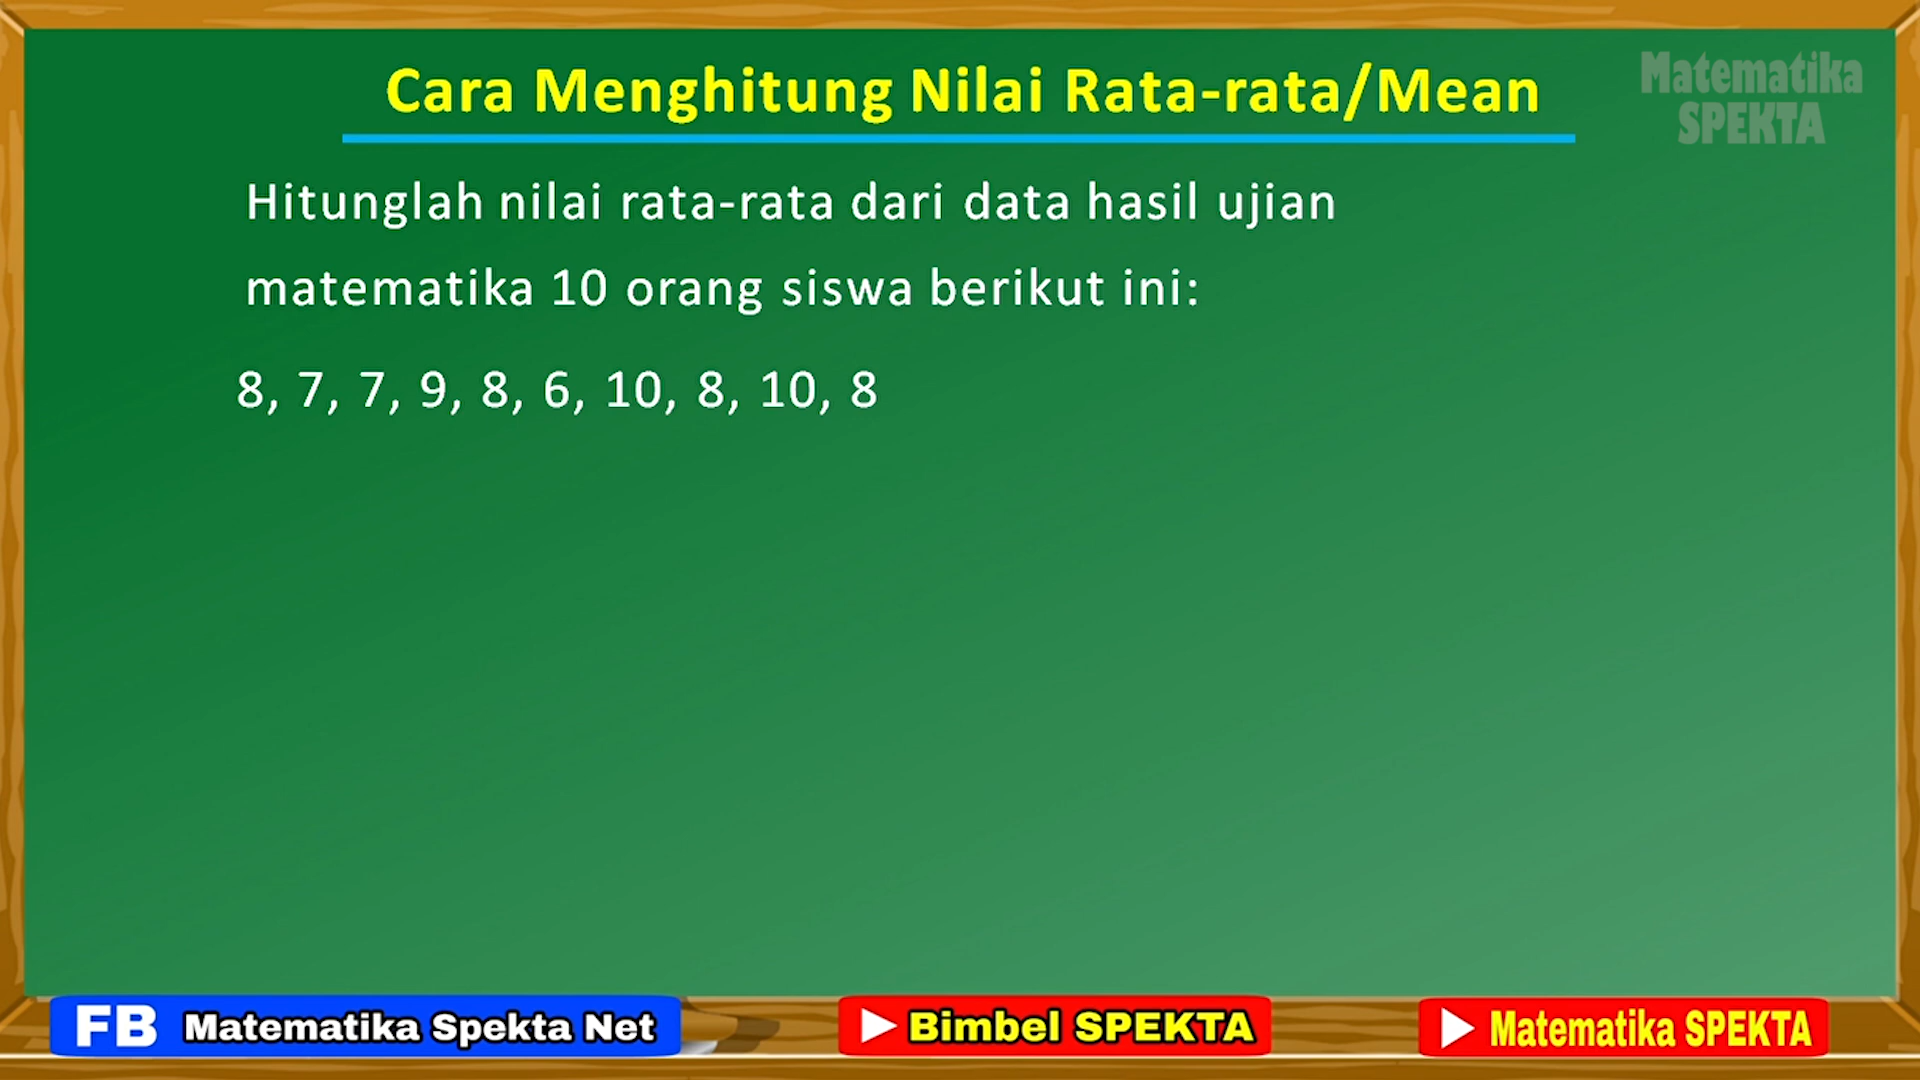 Cara Menghitung Nilai Rata-rata/Mean
Matematika
SPEKTA
Hitunglah nilai rata-rata dari data hasil ujian
matematika 10 orang siswa berikut ini:
8, 7, 7, 9, 8, 6, 10, 8, 10, 8
FB Matematika Spekta Net
Bimbel SPEKTA
Matematika SPEKTA